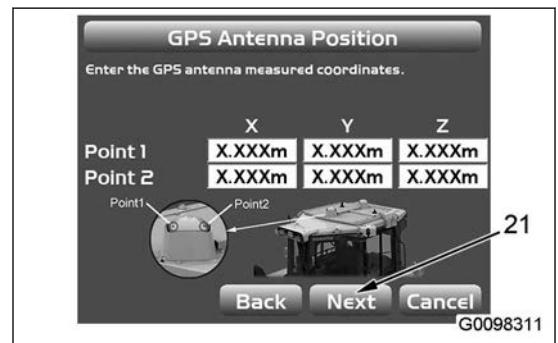 GPS Antenna Position
Enter the GPS antenna measured coordinates.
X Y Z
Point 1 X.XXXm X.XXXm X.XXXm
Point 2 X.XXXm X.XXXm X.XXXm
Point1 Point2
21
Back Next Cancel
G0098311